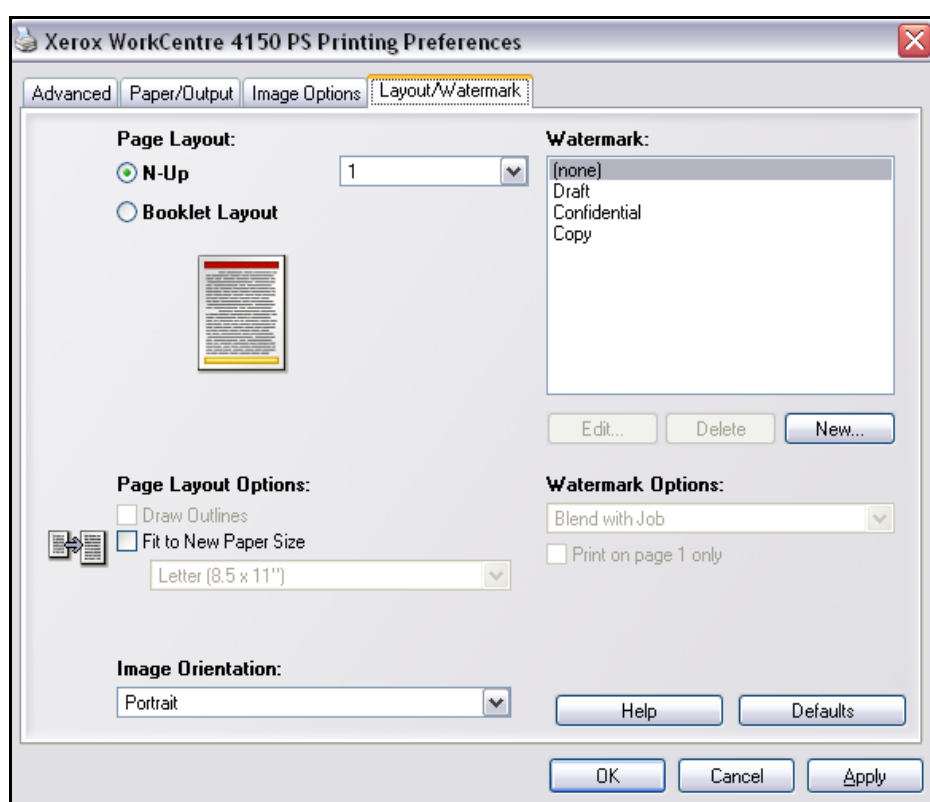 Xerox WorkCentre 4150 PS Printing Preferences
Advanced Paper/Output Image Options Layout/Watermark
Page Layout:
N-Up 1
Booklet Layout
Watermark:
(none)
Draft
Confidential
Copy
Edit... Delete New...
Page Layout Options:
Draw Outlines
Fit to New Paper Size
Letter (8.5 x 11")
Watermark Options:
Blend with Job
Print on page 1 only
Image Orientation:
Portrait
Help Defaults
OK Cancel Apply